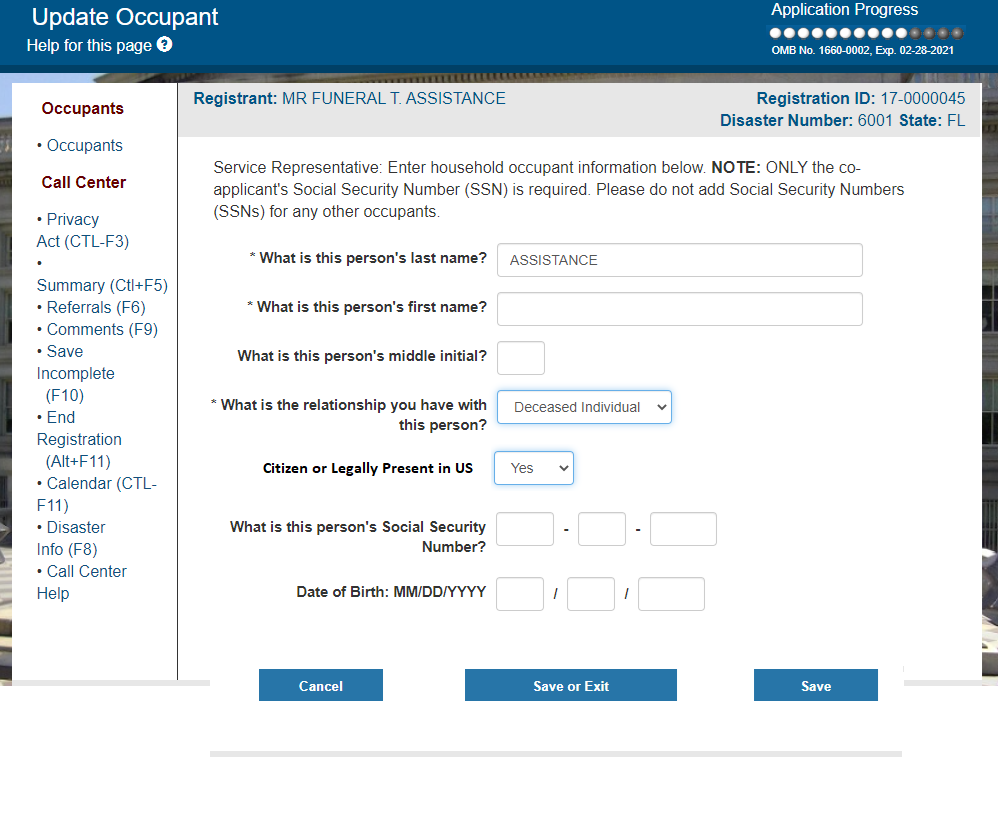 Update Occupant
Help for this page ?
Application Progress
OMB No. 1660-0002, Exp. 02-28-2021
Occupants
• Occupants
Call Center
• Privacy
Act (CTL-F3)
•
Summary (Ctl+F5)
• Referrals (F6)
• Comments (F9)
• Save
Incomplete
(F10)
• End
Registration
(Alt+F11)
• Calendar (CTL-
F11)
• Disaster
Info (F8)
• Call Center
Help
Registrant: MR FUNERAL T. ASSISTANCE
Registration ID: 17-0000045
Disaster Number: 6001 State: FL
Service Representative: Enter household occupant information below. NOTE: ONLY the co-
applicant's Social Security Number (SSN) is required. Please do not add Social Security Numbers
(SSNs) for any other occupants.
* What is this person's last name? ASSISTANCE
* What is this person's first name?
What is this person's middle initial?
* What is the relationship you have with
this person? Deceased Individual
Citizen or Legally Present in US Yes
What is this person's Social Security
Number? - -
Date of Birth: MM/DD/YYYY / /
Cancel Save or Exit Save